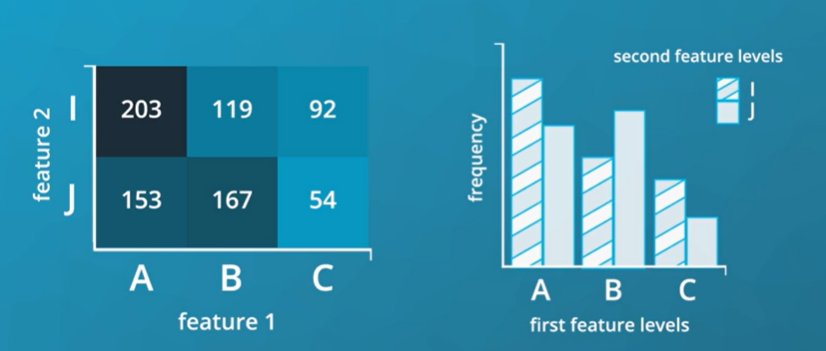 feature 2
I
203 119 92
J
153 167 54
A B C
feature 1
second feature levels
I
J
frequency
A B C
first feature levels